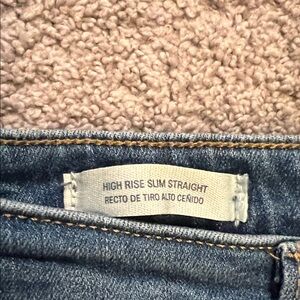 HIGH RISE SLIM STRAIGHT
RECTO DE TIRO ALTO CEÑIDO